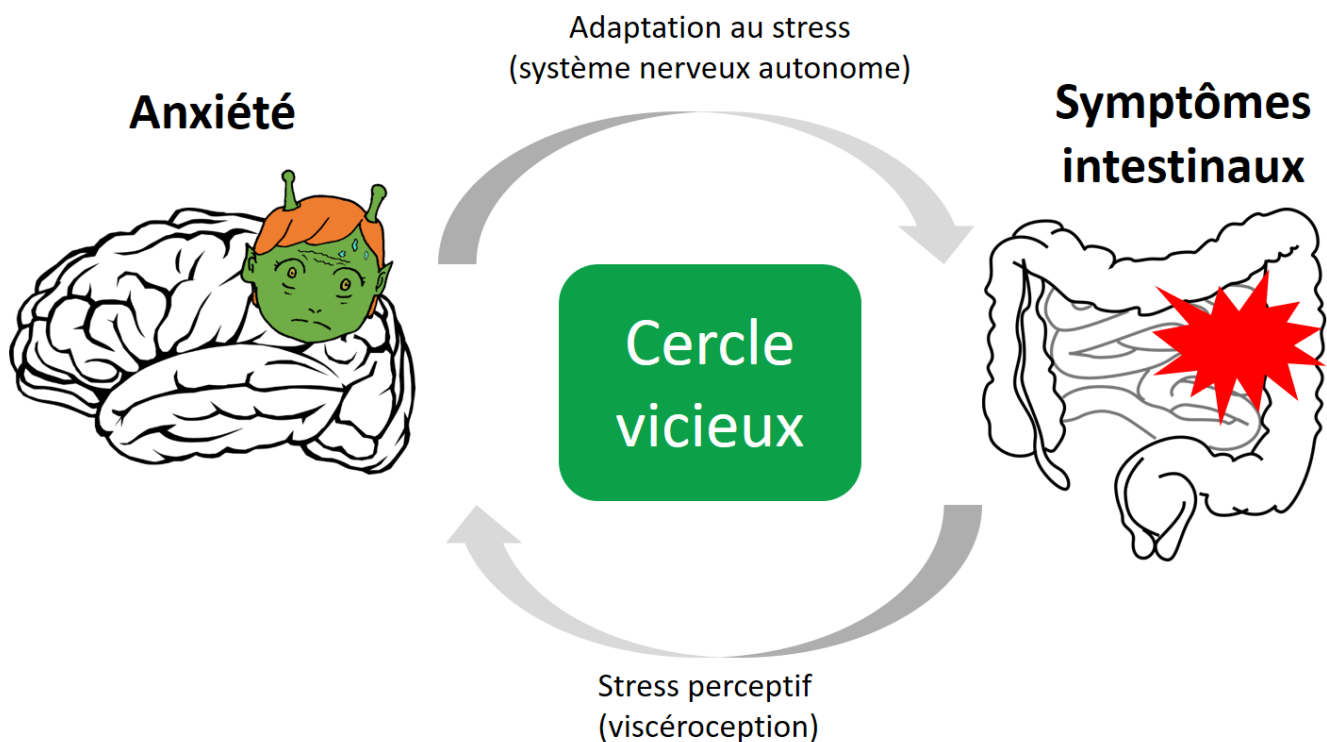 Adaptation au stress
(système nerveux autonome)
Anxiété
Symptômes
intestinaux
Cercle
vicieux
Stress perceptif
(viscéroception)